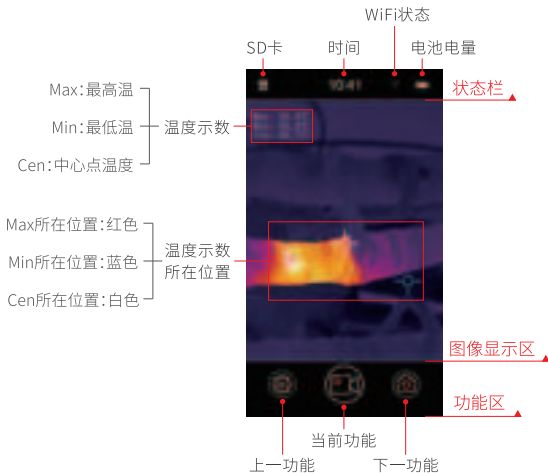 WiFi状态
SD卡
时间
电池电量
状态栏
Max:最高温
Min:最低温
Cen:中心点温度
温度示数
Max所在位置:红色
Min所在位置:蓝色
Cen所在位置:白色
温度示数
所在位置
图像显示区
功能区
当前功能
上一功能
下一功能